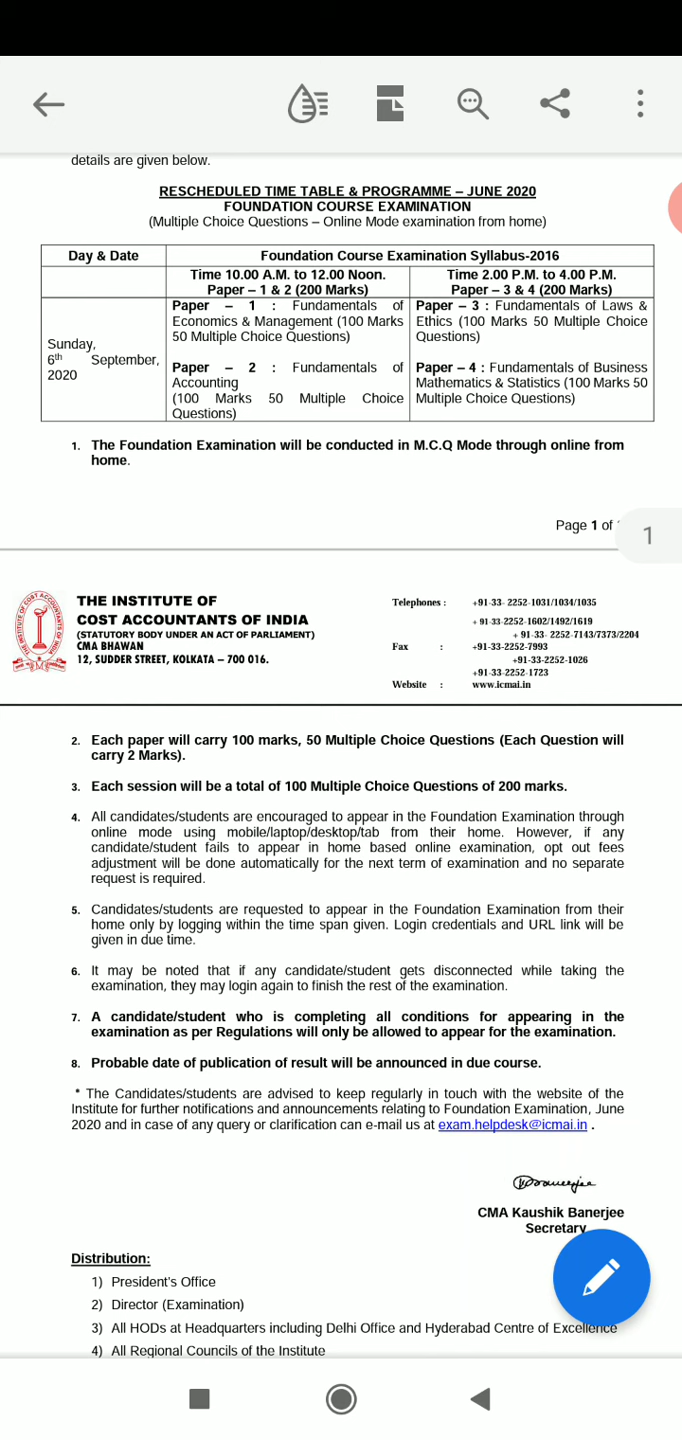 details are given below.
RESCHEDULED TIME TABLE & PROGRAMME – JUNE 2020
FOUNDATION COURSE EXAMINATION
(Multiple Choice Questions – Online Mode examination from home)
Day & Date
Foundation Course Examination Syllabus-2016
Time 10.00 A.M. to 12.00 Noon.
Paper – 1 & 2 (200 Marks)
Time 2.00 P.M. to 4.00 P.M.
Paper – 3 & 4 (200 Marks)
Sunday,
6th September,
2020
Paper – 1 : Fundamentals of
Economics & Management (100 Marks
50 Multiple Choice Questions)
Paper – 2 : Fundamentals of
Accounting
(100 Marks 50 Multiple Choice
Questions)
Paper – 3 : Fundamentals of Laws &
Ethics (100 Marks 50 Multiple Choice
Questions)
Paper – 4 : Fundamentals of Business
Mathematics & Statistics (100 Marks 50
Multiple Choice Questions)
1. The Foundation Examination will be conducted in M.C.Q Mode through online from
home.
Page 1 of
1
THE INSTITUTE OF
COST ACCOUNTANTS OF INDIA
(STATUTORY BODY UNDER AN ACT OF PARLIAMENT)
CMA BHAWAN
12, SUDDER STREET, KOLKATA – 700 016.
Telephones : +91-33- 2252-1031/1034/1035
+ 91-33-2252-1602/1492/1619
+ 91-33- 2252-7143/7373/2204
Fax : +91-33-2252-7993
+91-33-2252-1026
+91-33-2252-1723
Website : www.icmai.in
2. Each paper will carry 100 marks, 50 Multiple Choice Questions (Each Question will
carry 2 Marks).
3. Each session will be a total of 100 Multiple Choice Questions of 200 marks.
4. All candidates/students are encouraged to appear in the Foundation Examination through
online mode using mobile/laptop/desktop/tab from their home. However, if any
candidate/student fails to appear in home based online examination, opt out fees
adjustment will be done automatically for the next term of examination and no separate
request is required.
5. Candidates/students are requested to appear in the Foundation Examination from their
home only by logging within the time span given. Login credentials and URL link will be
given in due time.
6. It may be noted that if any candidate/student gets disconnected while taking the
examination, they may login again to finish the rest of the examination.
7. A candidate/student who is completing all conditions for appearing in the
examination as per Regulations will only be allowed to appear for the examination.
8. Probable date of publication of result will be announced in due course.
* The Candidates/students are advised to keep regularly in touch with the website of the
Institute for further notifications and announcements relating to Foundation Examination, June
2020 and in case of any query or clarification can e-mail us at exam.helpdesk@icmai.in .
CMA Kaushik Banerjee
Secretary
Distribution:
1) President's Office
2) Director (Examination)
3) All HODs at Headquarters including Delhi Office and Hyderabad Centre of Excellence
4) All Regional Councils of the Institute